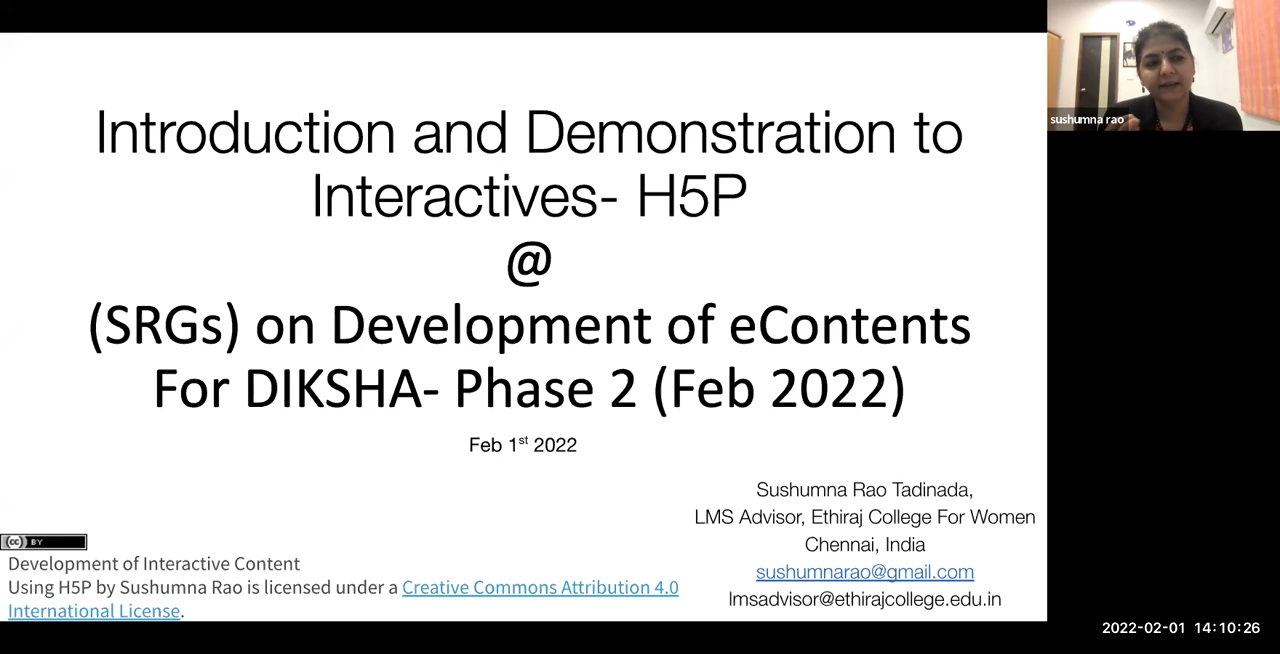 Introduction and Demonstration to
Interactives- H5P
@
(SRGs) on Development of eContents
For DIKSHA- Phase 2 (Feb 2022)
Feb 1st 2022
Sushumna Rao Tadinada,
LMS Advisor, Ethiraj College For Women
Chennai, India
sushumnarao@gmail.com
lmsadvisor@ethirajcollege.edu.in
cc BY
Development of Interactive Content
Using H5P by Sushumna Rao is licensed under a Creative Commons Attribution 4.0
International License.
sushumna rao
2022-02-01 14:10:26